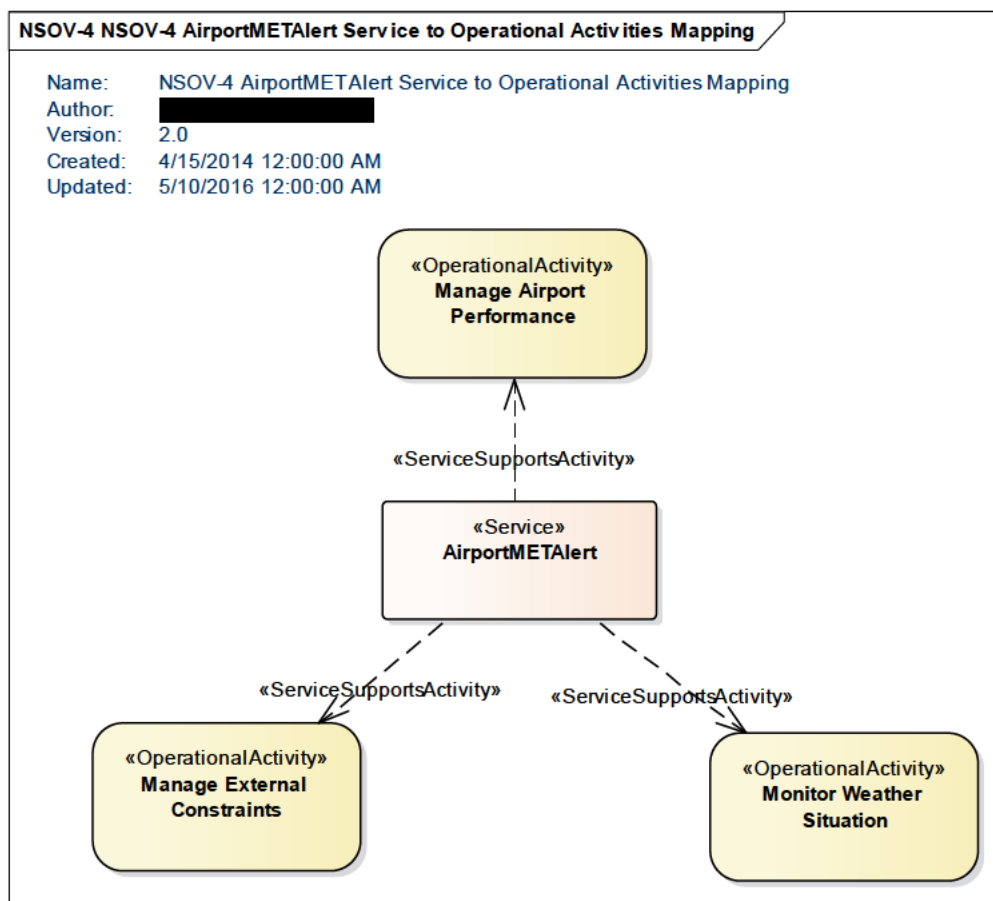 NSOV-4 NSOV-4 AirportMETAlert Service to Operational Activities Mapping
Name: NSOV-4 AirportMETAlert Service to Operational Activities Mapping
Author:
Version: 2.0
Created: 4/15/2014 12:00:00 AM
Updated: 5/10/2016 12:00:00 AM
«OperationalActivity»
Manage Airport
Performance
«ServiceSupportsActivity»
«Service»
AirportMETAlert
«ServiceSupportsActivity»
«ServiceSupportsActivity»
«OperationalActivity»
Manage External
Constraints
«OperationalActivity»
Monitor Weather
Situation